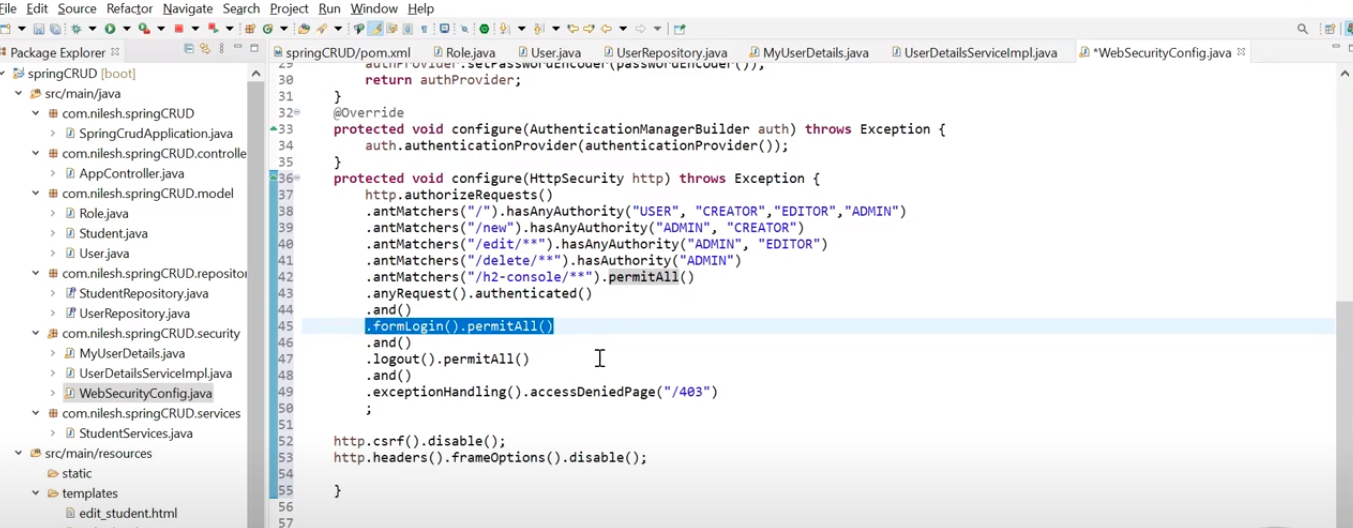 File Edit Source Refactor Navigate Search Project Run Window Help
Package Explorer
springCRUD/pom.xml Role.java User.java UserRepository.java MyUserDetails.java UserDetailsServiceImpl.java *WebSecurityConfig.java
springCRUD [boot]
src/main/java
com.nilesh.springCRUD
SpringCrudApplication.java
com.nilesh.springCRUD.controlle
AppController.java
com.nilesh.springCRUD.model
Role.java
Student.java
User.java
com.nilesh.springCRUD.repositor
StudentRepository.java
UserRepository.java
com.nilesh.springCRUD.security
MyUserDetails.java
UserDetailsServiceImpl.java
WebSecurityConfig.java
com.nilesh.springCRUD.services
StudentServices.java
src/main/resources
static
templates
edit_student.html
29 authProvider.setPasswordEncoder(passwordEncoder());
30 return authProvider;
31 }
32 @Override
33 protected void configure(AuthenticationManagerBuilder auth) throws Exception {
34 auth.authenticationProvider(authenticationProvider());
35 }
36 protected void configure(HttpSecurity http) throws Exception {
37 http.authorizeRequests()
38 .antMatchers("/").hasAnyAuthority("USER", "CREATOR","EDITOR","ADMIN")
39 .antMatchers("/new").hasAnyAuthority("ADMIN", "CREATOR")
40 .antMatchers("/edit/**").hasAnyAuthority("ADMIN", "EDITOR")
41 .antMatchers("/delete/**").hasAuthority("ADMIN")
42 .antMatchers("/h2-console/**").permitAll()
43 .anyRequest().authenticated()
44 .and()
45 .formLogin().permitAll()
46 .and()
47 .logout().permitAll()
48 .and()
49 .exceptionHandling().accessDeniedPage("/403")
50 ;
51
52 http.csrf().disable();
53 http.headers().frameOptions().disable();
54
55 }
56
57